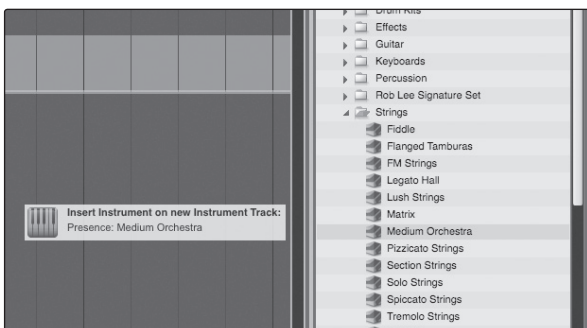 Insert Instrument on new Instrument Track:
Presence: Medium Orchestra
Drum Kits
Effects
Guitar
Keyboards
Percussion
Rob Lee Signature Set
Strings
Fiddle
Flanged Tamburas
FM Strings
Legato Hall
Lush Strings
Matrix
Medium Orchestra
Pizzicato Strings
Section Strings
Solo Strings
Spiccato Strings
Tremolo Strings